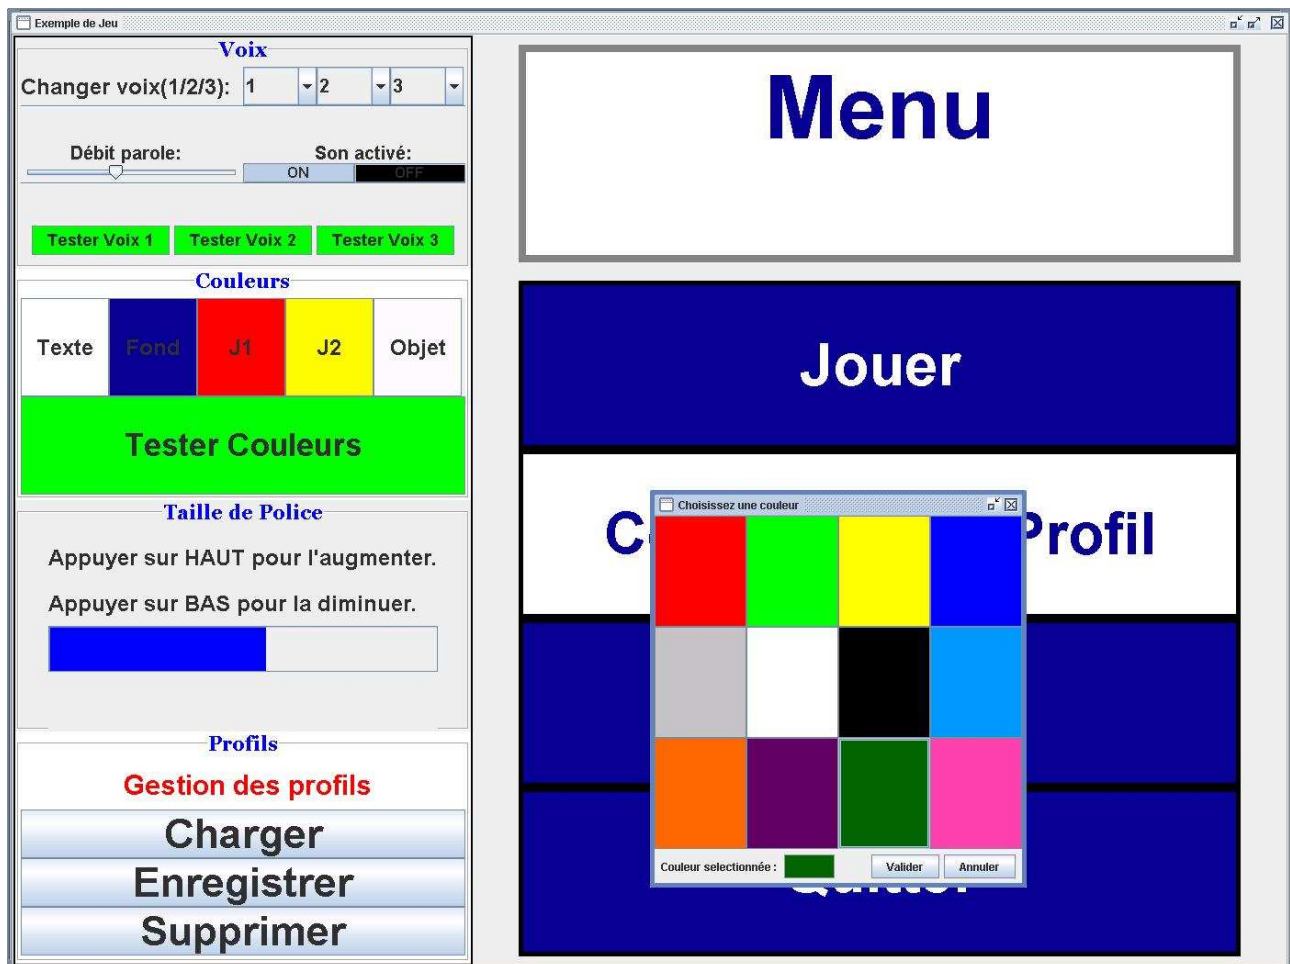 Exemple de Jeu
Voix
Changer voix(1/2/3): 1 2 3
Débit parole: Son activé:
ON OFF
Tester Voix 1 Tester Voix 2 Tester Voix 3
Couleurs
Texte Fond J1 J2 Objet
Tester Couleurs
Taille de Police
Appuyer sur HAUT pour l'augmenter.
Appuyer sur BAS pour la diminuer.
Profils
Gestion des profils
Charger
Enregistrer
Supprimer
Menu
Jouer
Profil
Choisissez une couleur
Couleur selectionnée : Valider Annuler